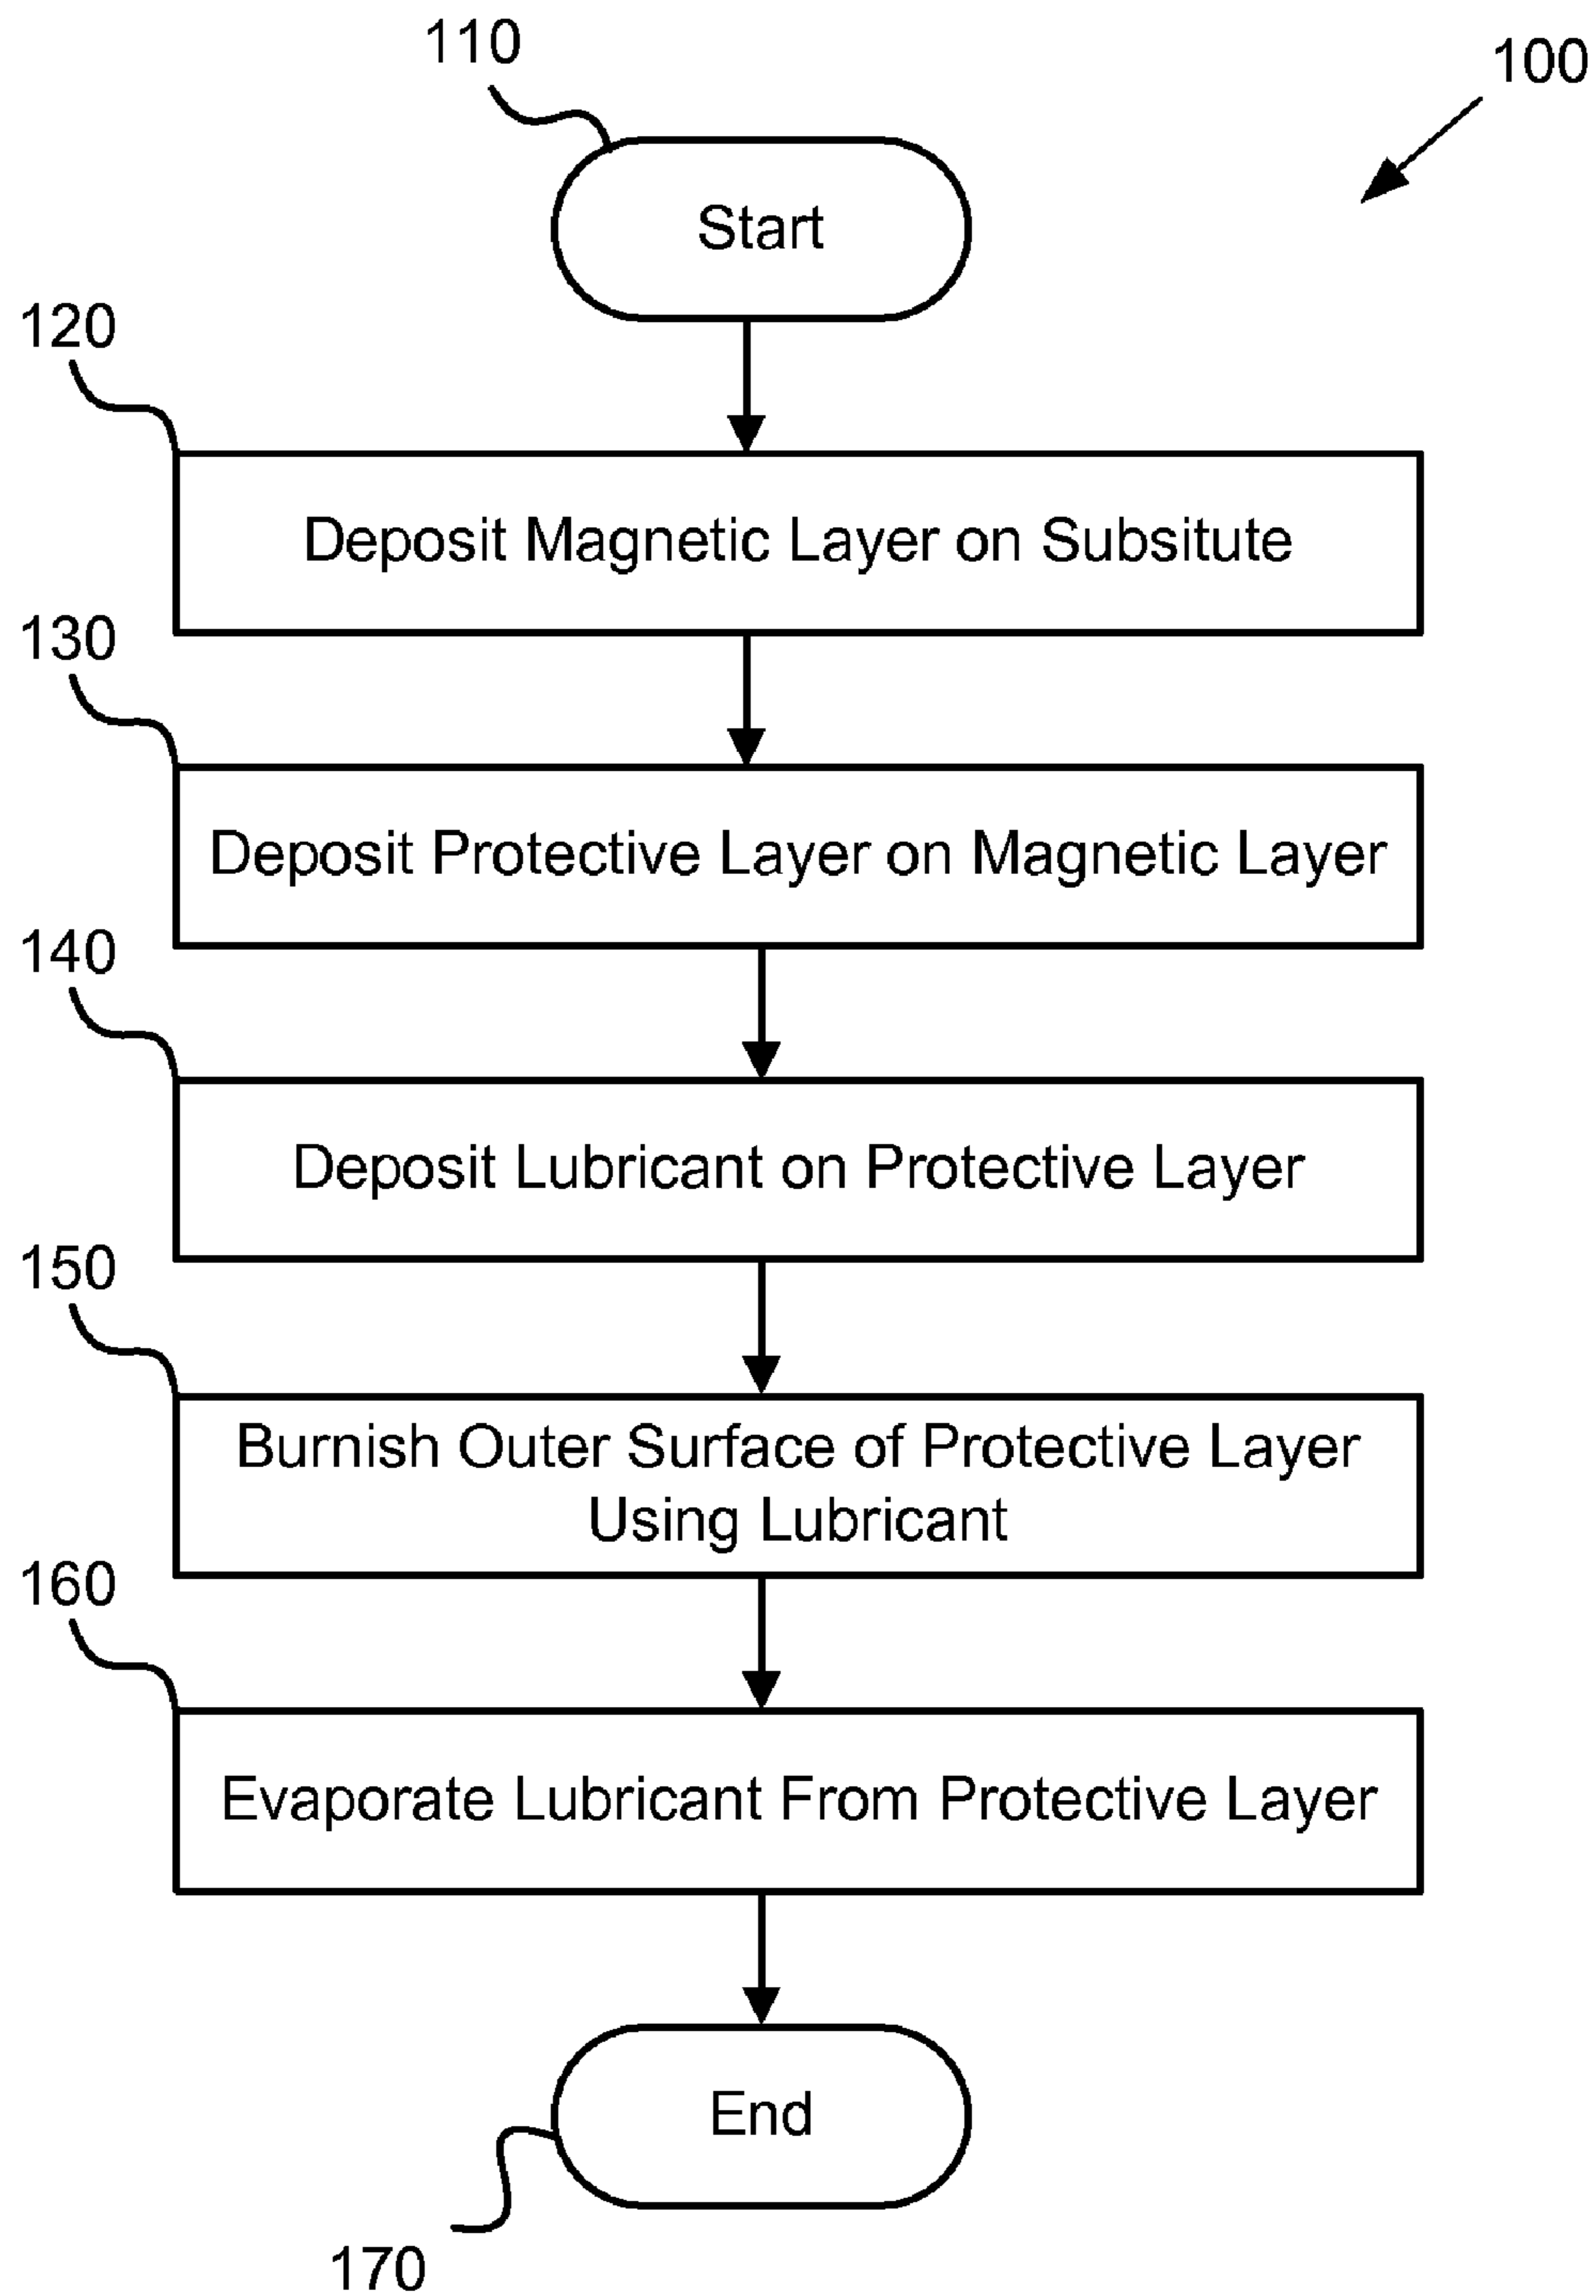 110
100
Start
120
Deposit Magnetic Layer on Subsitute
130
Deposit Protective Layer on Magnetic Layer
140
Deposit Lubricant on Protective Layer
150
Burnish Outer Surface of Protective Layer
Using Lubricant
160
Evaporate Lubricant From Protective Layer
End
170